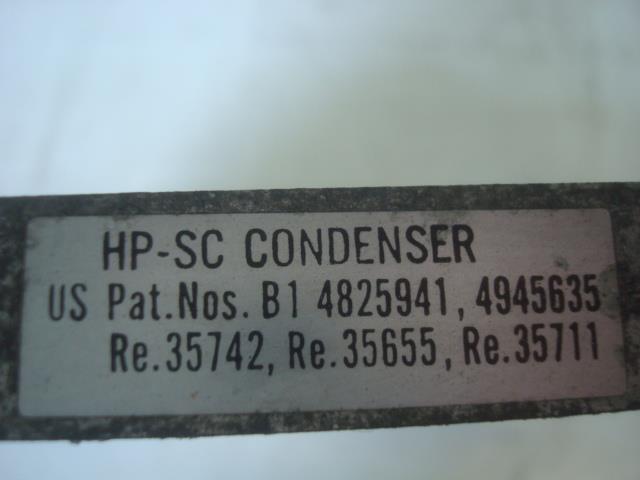 HP-SC CONDENSER
US Pat.Nos. B1 4825941, 4945635
Re.35742, Re.35655, Re.35711